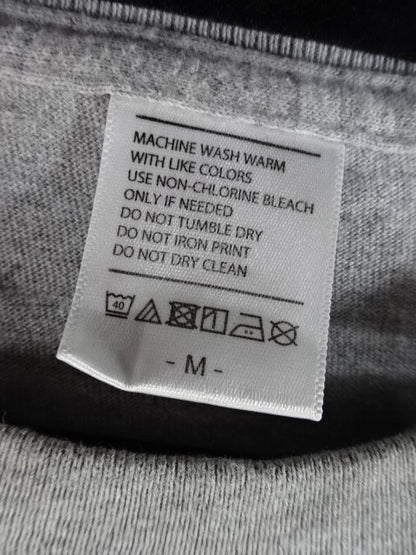 MACHINE WASH WARM
WITH LIKE COLORS
USE NON-CHLORINE BLEACH
ONLY IF NEEDED
DO NOT TUMBLE DRY
DO NOT IRON PRINT
DO NOT DRY CLEAN
40
- M -